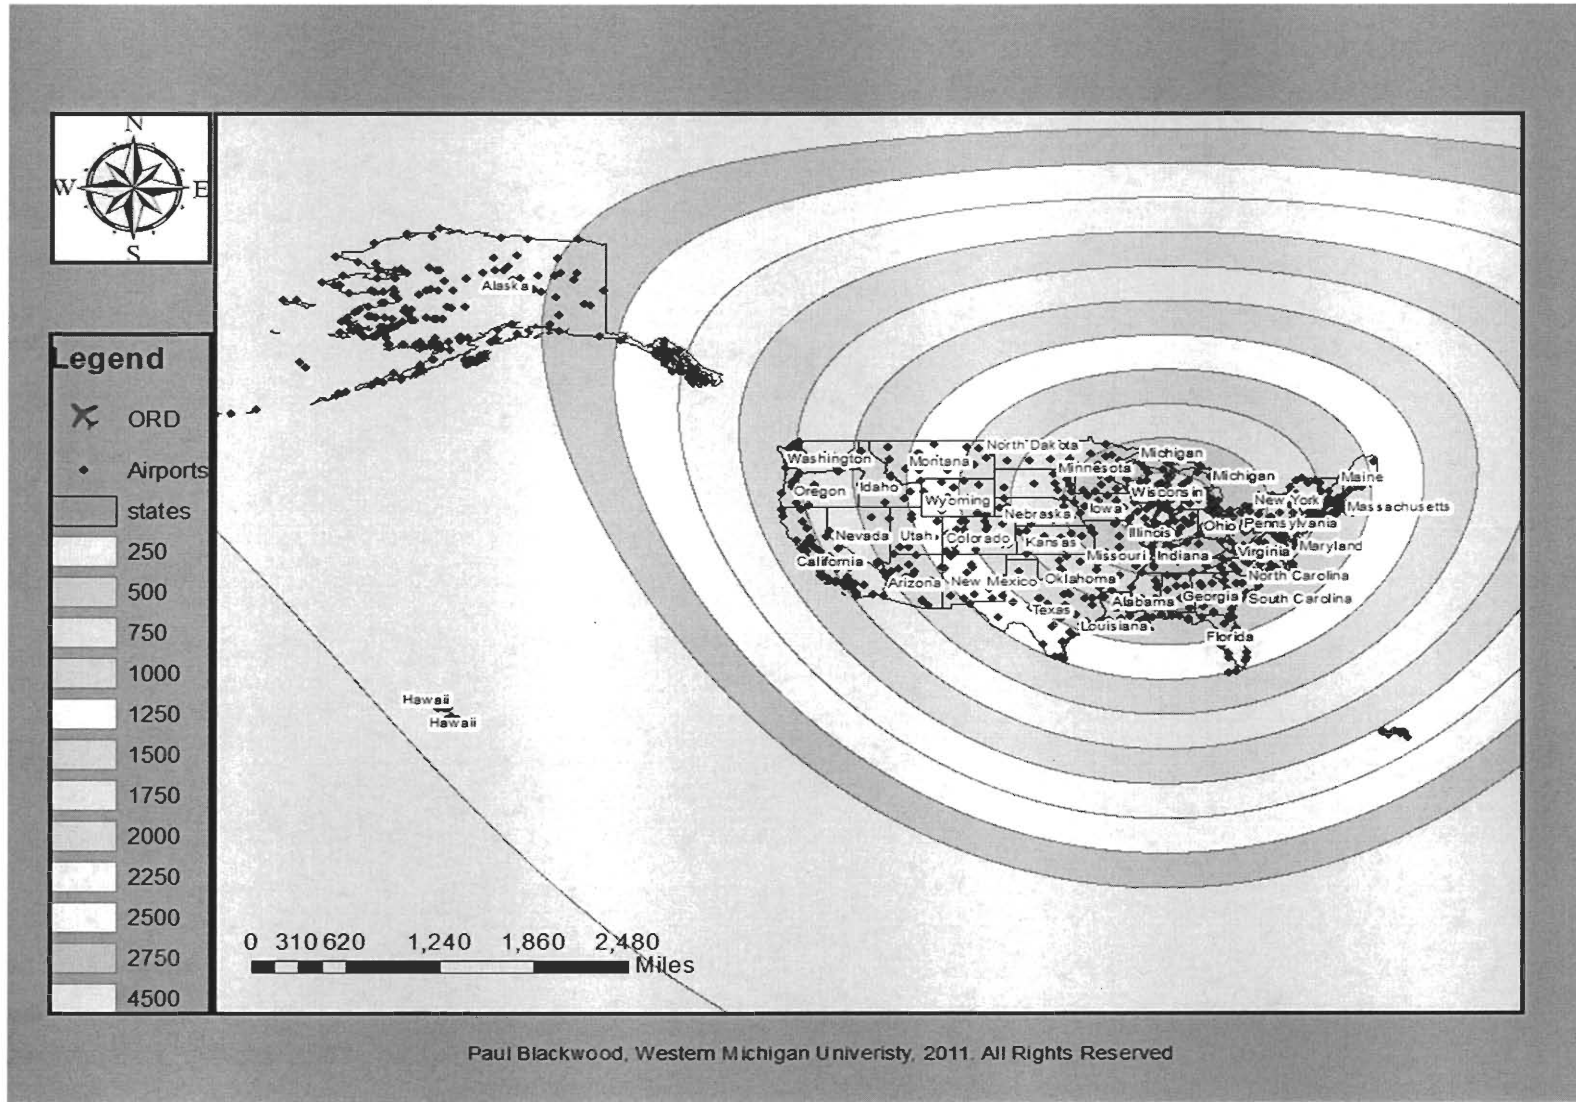 N
W E
S
Legend
ORD
Airports
states
250
500
750
1000
1250
1500
1750
2000
2250
2500
2750
4500
Alaska
Hawaii
Hawaii
North Dakota
Michigan
Washington
Montana
Minnesota
Michigan
Maine
Oregon
Idaho
Wyoming
Wisconsin
New York
Massachusetts
Nebraska
Iowa
Ohio
Pennsylvania
Nevada
Utah
Colorado
Kansas
Illinois
Maryland
California
Missouri
Indiana
Virginia
Arizona
New Mexico
Oklahoma
North Carolina
Texas
Alabama
Georgia
South Carolina
Louisiana
Florida
0 310 620 1,240 1,860 2,480
Miles
Paul Blackwood, Western Michigan Univeristy, 2011. All Rights Reserved